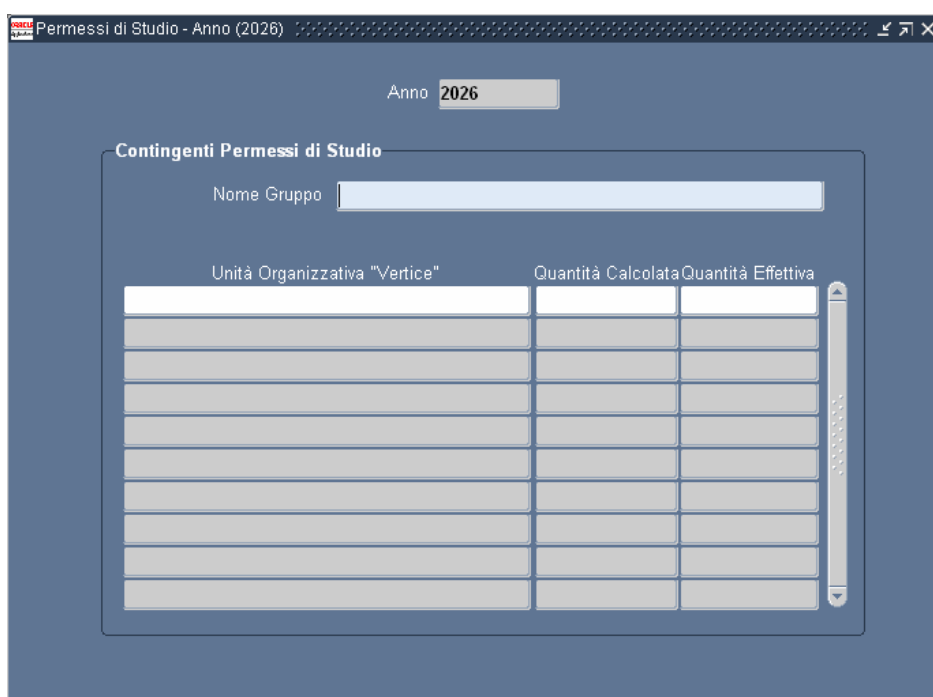 ORACLE
Permessi di Studio - Anno (2026)
Anno 2026
Contingenti Permessi di Studio
Nome Gruppo
Unità Organizzativa "Vertice" Quantità Calcolata Quantità Effettiva